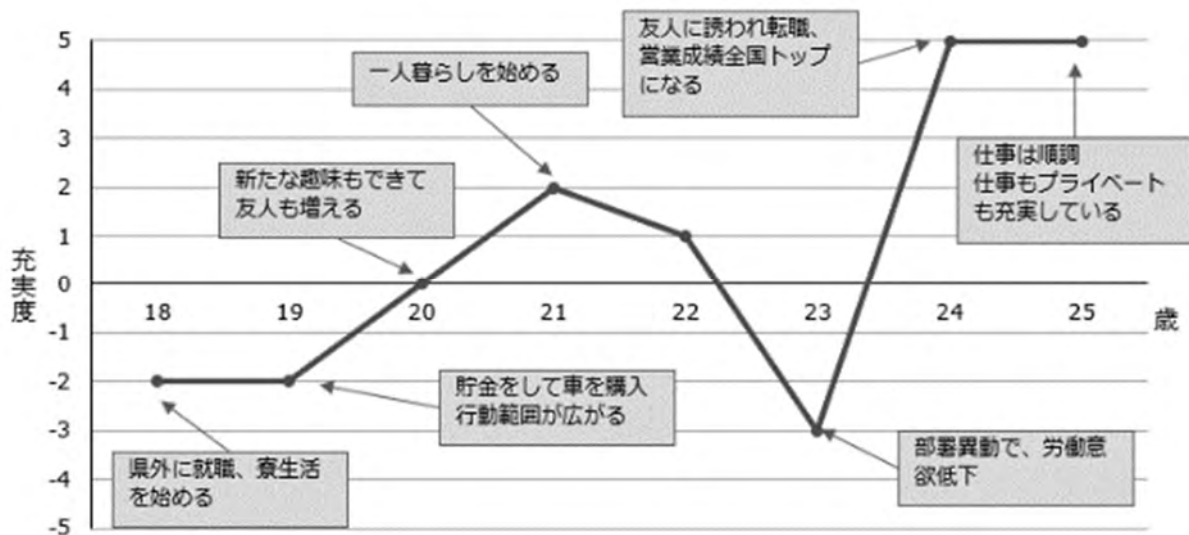 友人に誘われ転職、
営業成績全国トップ
になる
一人暮らしを始める
新たな趣味もできて
友人も増える
仕事は順調
仕事もプライベート
も充実している
貯金をして車を購入
行動範囲が広がる
県外に就職、寮生活
を始める
部署異動で、労働意
欲低下
充実度
5
4
3
2
1
0
-1
-2
-3
-4
-5
18 19 20 21 22 23 24 25
歳